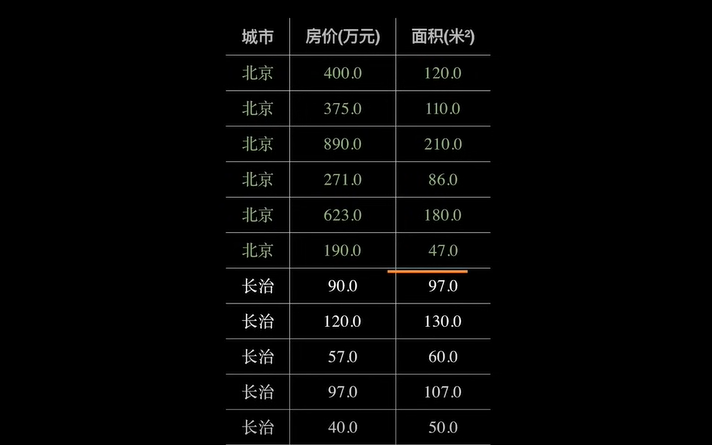 城市 房价(万元) 面积(米²)
北京 400.0 120.0
北京 375.0 110.0
北京 890.0 210.0
北京 271.0 86.0
北京 623.0 180.0
北京 190.0 47.0
长治 90.0 97.0
长治 120.0 130.0
长治 57.0 60.0
长治 97.0 107.0
长治 40.0 50.0